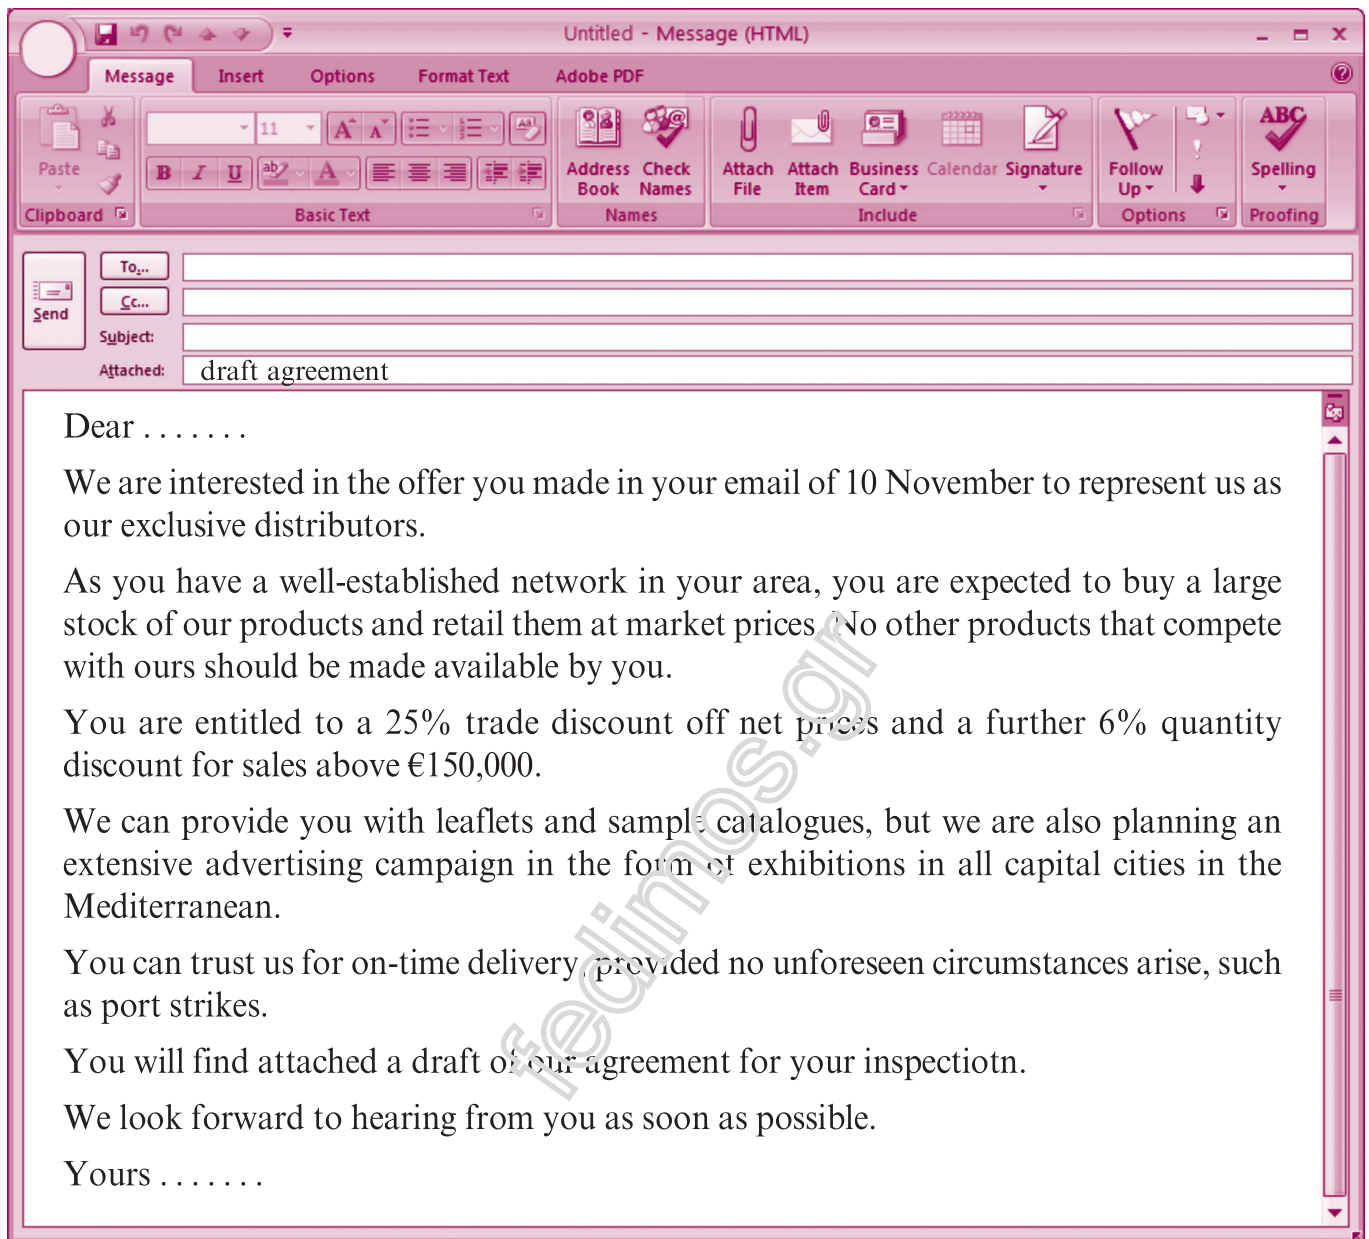 Untitled - Message (HTML)
Message Insert Options Format Text Adobe PDF
11 A A Aa ABC
Paste B I U ab A Address Book Check Names Attach File Attach Item Business Card Calendar Signature Follow Up Spelling
Clipboard Basic Text Names Include Options Proofing
To...
Cc...
Send
Subject:
Attached: draft agreement
Dear . . . . . . .
We are interested in the offer you made in your email of 10 November to represent us as
our exclusive distributors.
As you have a well-established network in your area, you are expected to buy a large
stock of our products and retail them at market prices. No other products that compete
with ours should be made available by you.
You are entitled to a 25% trade discount off net prices and a further 6% quantity
discount for sales above €150,000.
We can provide you with leaflets and sample catalogues, but we are also planning an
extensive advertising campaign in the form of exhibitions in all capital cities in the
Mediterranean.
You can trust us for on-time delivery, provided no unforeseen circumstances arise, such
as port strikes.
You will find attached a draft of our agreement for your inspectiotn.
We look forward to hearing from you as soon as possible.
Yours . . . . . . .
fedimos.gr